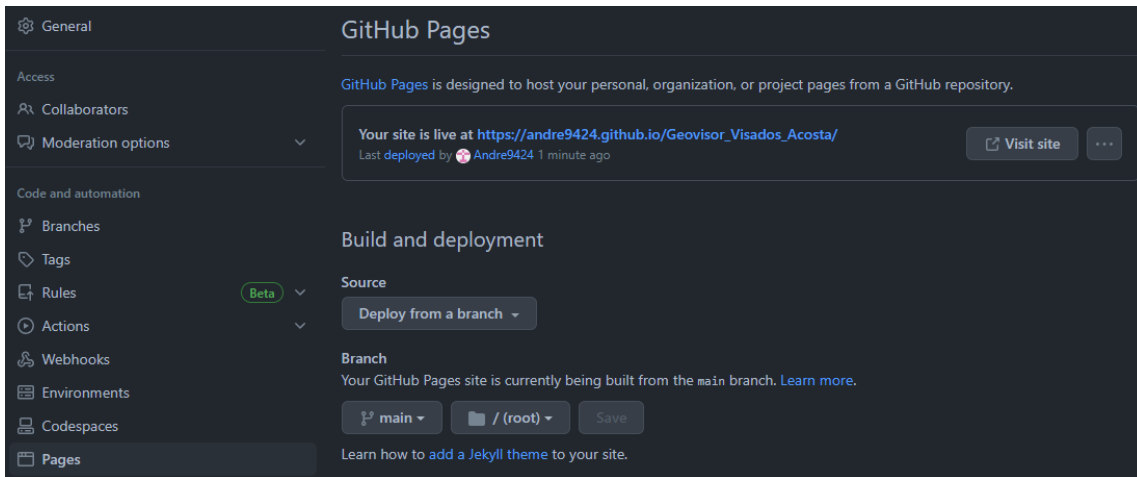 General
Access
Collaborators
Moderation options
Code and automation
Branches
Tags
Rules Beta
Actions
Webhooks
Environments
Codespaces
Pages
GitHub Pages
GitHub Pages is designed to host your personal, organization, or project pages from a GitHub repository.
Your site is live at https://andre9424.github.io/Geovisor_Visados_Acosta/
Last deployed by Andre9424 1 minute ago
Visit site
Build and deployment
Source
Deploy from a branch
Branch
Your GitHub Pages site is currently being built from the main branch. Learn more.
main / (root) Save
Learn how to add a Jekyll theme to your site.